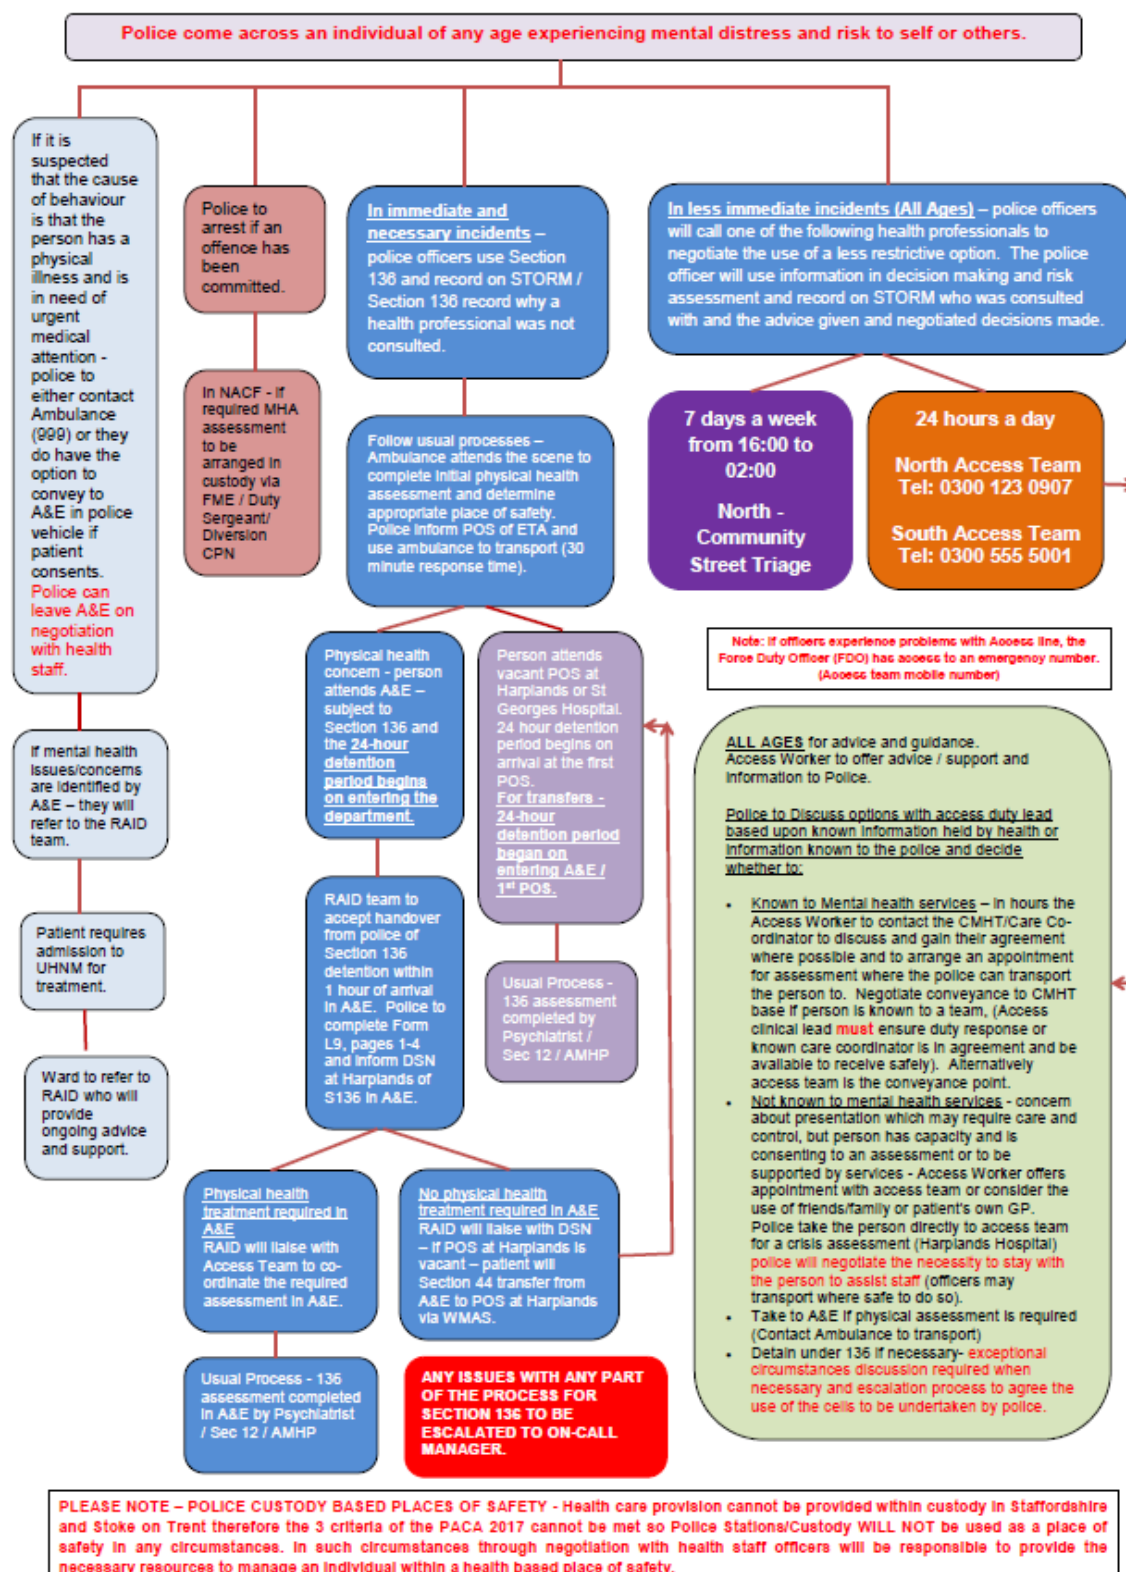 Police come across an individual of any age experiencing mental distress and risk to self or others.
If it is
suspected
that the cause
of behaviour
is that the
person has a
physical
illness and is
in need of
urgent
medical
attention -
police to
either contact
Ambulance
(999) or they
do have the
option to
convey to
A&E in police
vehicle if
patient
consents.
Police can
leave A&E on
negotiation
with health
staff.
If mental health
issues/concerns
are identified by
A&E – they will
refer to the RAID
team.
Patient requires
admission to
UHNM for
treatment.
Ward to refer to
RAID who will
provide
ongoing advice
and support.
Police to
arrest if an
offence has
been
committed.
In NACF - if
required MHA
assessment
to be
arranged in
custody via
FME / Duty
Sergeant/
Diversion
CPN
In immediate and
necessary incidents –
police officers use Section
136 and record on STORM /
Section 136 record why a
health professional was not
consulted.
Follow usual processes –
Ambulance attends the scene to
complete initial physical health
assessment and determine
appropriate place of safety.
Police inform POS of ETA and
use ambulance to transport (30
minute response time).
Physical health
concern - person
attends A&E –
subject to
Section 136 and
the 24-hour
detention
period begins
on entering the
department.
RAID team to
accept handover
from police of
Section 136
detention within
1 hour of arrival
in A&E. Police to
complete Form
L9, pages 1-4
and inform DSN
at Harplands of
S136 in A&E.
Person attends
vacant POS at
Harplands or St
Georges Hospital.
24 hour detention
period begins on
arrival at the first
POS.
For transfers -
24-hour
detention period
began on
entering A&E /
1st POS.
Usual Process -
136 assessment
completed by
Psychiatrist /
Sec 12 / AMHP
Physical health
treatment required in
A&E
RAID will liaise with
Access Team to co-
ordinate the required
assessment in A&E.
No physical health
treatment required in A&E
RAID will liaise with DSN
– if POS at Harplands is
vacant – patient will
Section 44 transfer from
A&E to POS at Harplands
via WMAS.
Usual Process - 136
assessment completed
in A&E by Psychiatrist
/ Sec 12 / AMHP
ANY ISSUES WITH ANY PART
OF THE PROCESS FOR
SECTION 136 TO BE
ESCALATED TO ON-CALL
MANAGER.
In less immediate incidents (All Ages) – police officers
will call one of the following health professionals to
negotiate the use of a less restrictive option. The police
officer will use information in decision making and risk
assessment and record on STORM who was consulted
with and the advice given and negotiated decisions made.
7 days a week
from 16:00 to
02:00
North -
Community
Street Triage
24 hours a day
North Access Team
Tel: 0300 123 0907
South Access Team
Tel: 0300 555 5001
Note: If officers experience problems with Access line, the
Force Duty Officer (FDO) has access to an emergency number.
(Access team mobile number)
ALL AGES for advice and guidance.
Access Worker to offer advice / support and
information to Police.
Police to Discuss options with access duty lead
based upon known information held by health or
information known to the police and decide
whether to:
• Known to Mental health services – in hours the
Access Worker to contact the CMHT/Care Co-
ordinator to discuss and gain their agreement
where possible and to arrange an appointment
for assessment where the police can transport
the person to. Negotiate conveyance to CMHT
base if person is known to a team, (Access
clinical lead must ensure duty response or
known care coordinator is in agreement and be
available to receive safely). Alternatively
access team is the conveyance point.
• Not known to mental health services - concern
about presentation which may require care and
control, but person has capacity and is
consenting to an assessment or to be
supported by services - Access Worker offers
appointment with access team or consider the
use of friends/family or patient's own GP.
Police take the person directly to access team
for a crisis assessment (Harplands Hospital)
police will negotiate the necessity to stay with
the person to assist staff (officers may
transport where safe to do so).
• Take to A&E if physical assessment is required
(Contact Ambulance to transport)
• Detain under 136 if necessary- exceptional
circumstances discussion required when
necessary and escalation process to agree the
use of the cells to be undertaken by police.
PLEASE NOTE – POLICE CUSTODY BASED PLACES OF SAFETY - Health care provision cannot be provided within custody in Staffordshire
and Stoke on Trent therefore the 3 criteria of the PACA 2017 cannot be met so Police Stations/Custody WILL NOT be used as a place of
safety in any circumstances. In such circumstances through negotiation with health staff officers will be responsible to provide the
necessary resources to manage an individual within a health based place of safety.